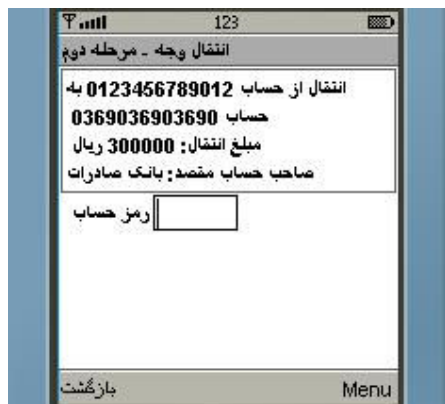 123
انتقال وجه - مرحله دوم
انتقال از حساب 0123456789012 به
حساب 0369036903690
مبلغ انتقال: 300000 ریال
صاحب حساب مقصد: بانک صادرات
رمز حساب
بازگشت
Menu